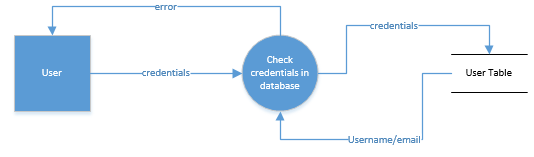 error
credentials
User
credentials
Check
credentials in
database
User Table
Username/email